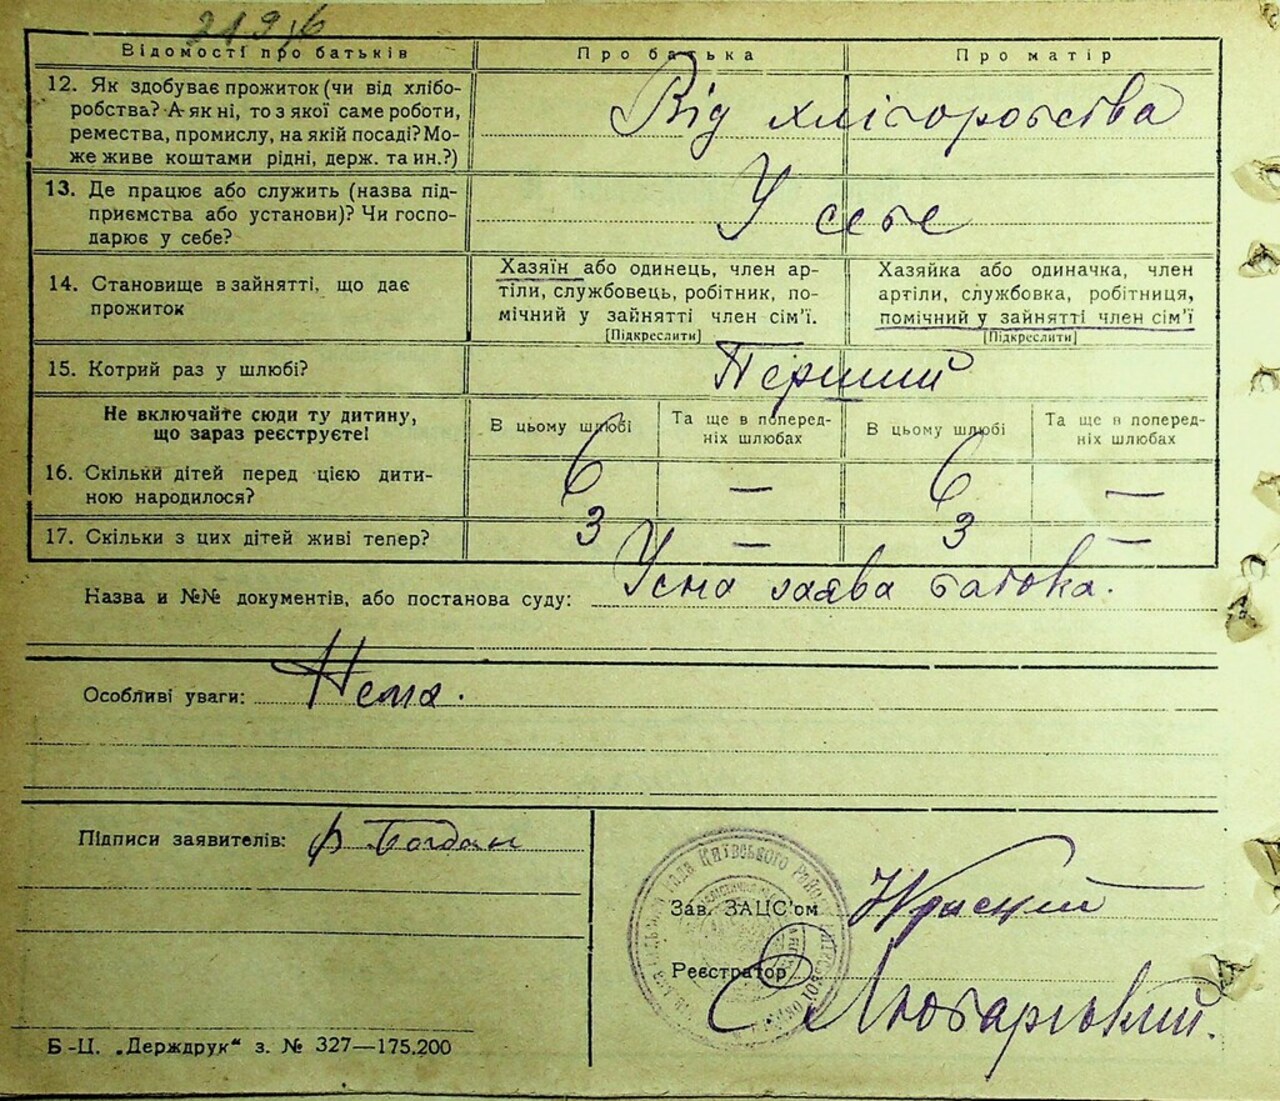 Відомості про батьків
Про батька
Про матір
12. Як здобуває прожиток (чи від хлібо-
робства? А як ні, то з якої саме роботи,
ремества, промислу, на якій посаді? Мо-
же живе коштами рідні, держ. та ин.?)
Від хліборобства
13. Де працює або служить (назва під-
приємства або установи)? Чи госпо-
дарює у себе?
У себе
14. Становище в зайнятті, що дає
прожиток
Хазяїн або одинець, член ар-
тіли, службовець, робітник, по-
мічний у зайнятті член сім'ї.
[Підкреслити]
Хазяйка або одиначка, член
артіли, службовка, робітниця,
помічний у зайнятті член сім'ї
[Підкреслити]
15. Котрий раз у шлюбі?
Перший
Не включайте сюди ту дитину,
що зараз реєструєте!
В цьому шлюбі
Та ще в поперед-
ніх шлюбах
В цьому шлюбі
Та ще в поперед-
ніх шлюбах
16. Скільки дітей перед цією дити-
ною народилося?
6 — 6 —
17. Скільки з цих дітей живі тепер?
3 — 3 —
Назва и №№ документів, або постанова суду: Усна заява батька.
Особливі уваги: Нема.
Підписи заявителів: Ф Богдан
Зав. ЗАЦС'ом
Реєстратор
Б-Ц. „Держдрук“ з. № 327—175.200